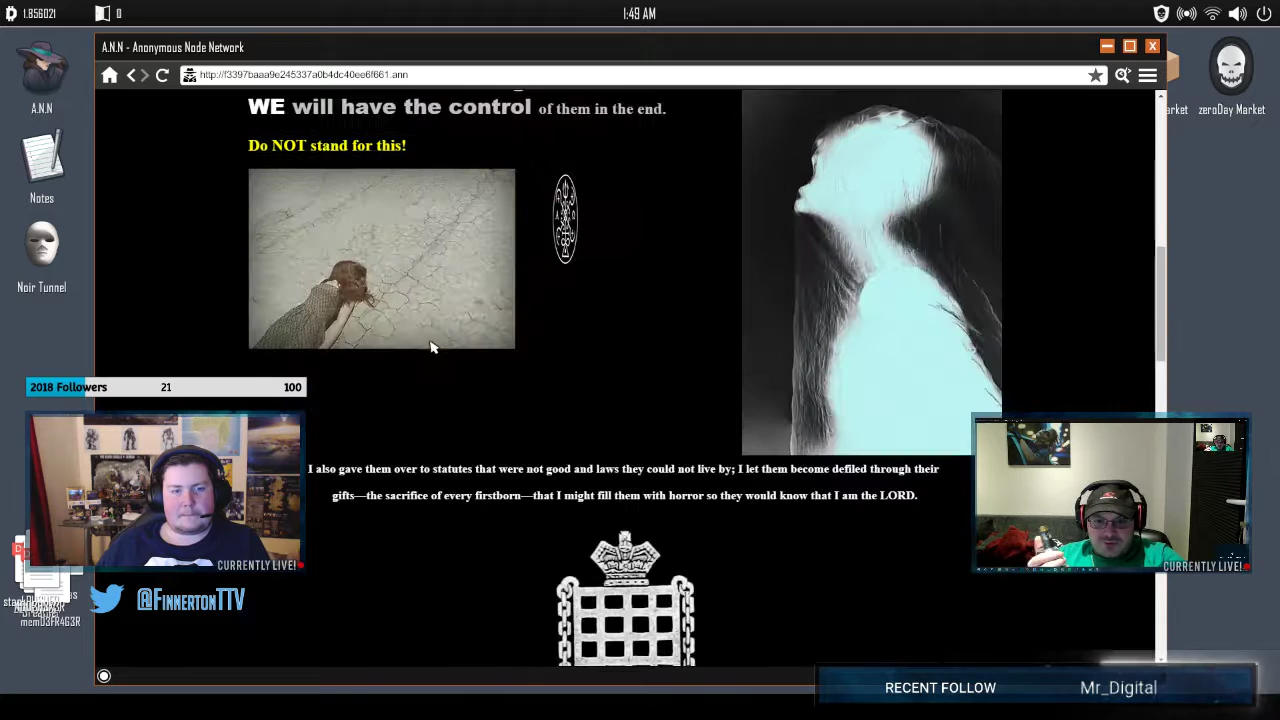 1.856021
0
1:49 AM
A.N.N - Anonymous Node Network
http://f3397baaa9e245337a0b4dc40ee6f661.ann
A.N.N
Notes
Noir Tunnel
zeroDay Market
WE will have the control of them in the end.
Do NOT stand for this!
2018 Followers 21 100
I also gave them over to statutes that were not good and laws they could not live by; I let them become defiled through their
gifts—the sacrifice of every firstborn—that I might fill them with horror so they would know that I am the LORD.
CURRENTLY LIVE!
CURRENTLY LIVE!
@FinnertonTTV
RECENT FOLLOW Mr_Digital